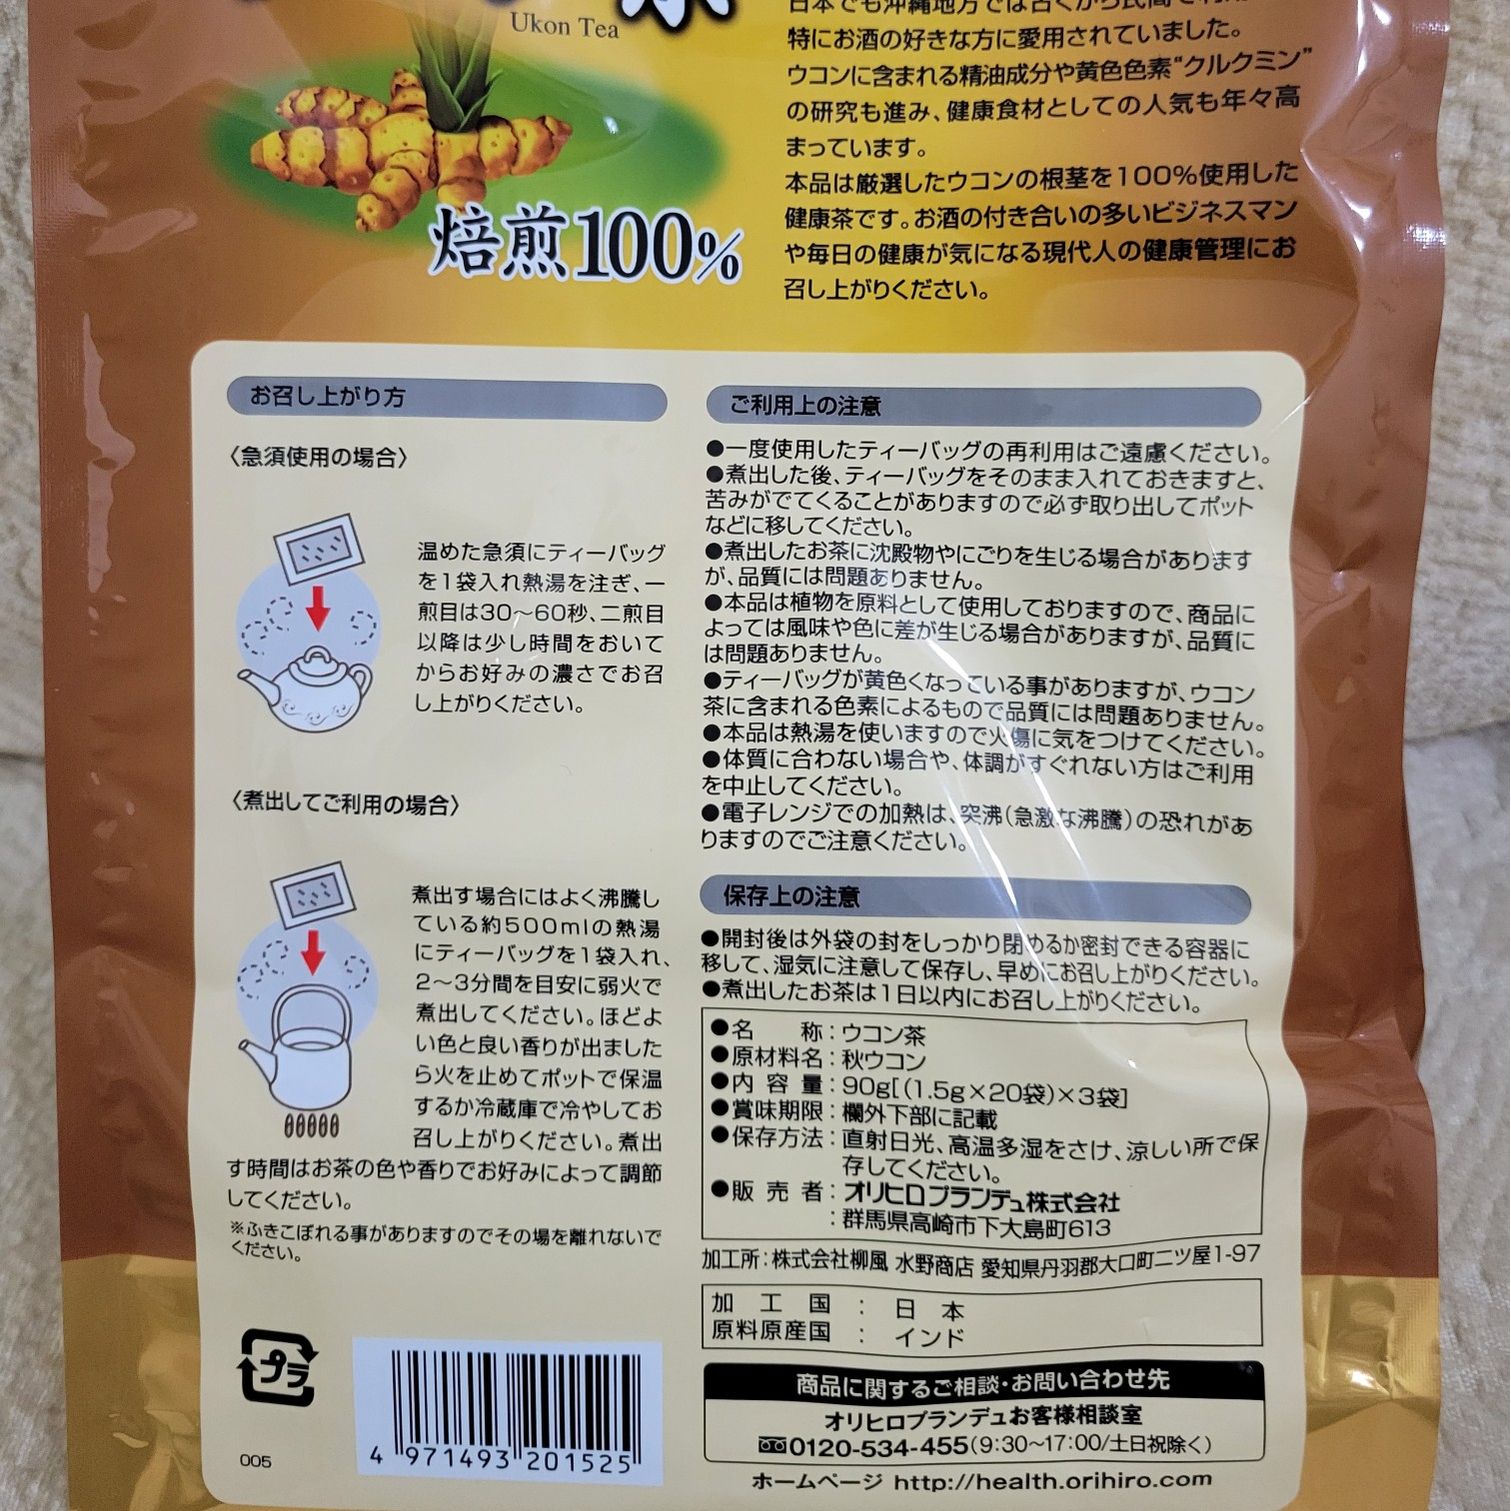 Ukon Tea
焙煎100%
特にお酒の好きな方に愛用されていました。
ウコンに含まれる精油成分や黄色色素“クルクミン”
の研究も進み、健康食材としての人気も年々高
まっています。
本品は厳選したウコンの根茎を100%使用した
健康茶です。お酒の付き合いの多いビジネスマン
や毎日の健康が気になる現代人の健康管理にお
召し上がりください。
お召し上がり方
〈急須使用の場合〉
温めた急須にティーバッグ
を1袋入れ熱湯を注ぎ、一
煎目は30〜60秒、二煎目
以降は少し時間をおいて
からお好みの濃さでお召
し上がりください。
〈煮出してご利用の場合〉
煮出す場合にはよく沸騰し
ている約500mlの熱湯
にティーバッグを1袋入れ、
2〜3分間を目安に弱火で
煮出してください。ほどよ
い色と良い香りが出ました
ら火を止めてポットで保温
するか冷蔵庫で冷やしてお
召し上がりください。煮出
す時間はお茶の色や香りでお好みによって調節
してください。
※ふきこぼれる事がありますのでその場を離れないで
ください。
プラ
005
4 971493 201525
ご利用上の注意
●一度使用したティーバッグの再利用はご遠慮ください。
●煮出した後、ティーバッグをそのまま入れておきますと、
苦みがでてくることがありますので必ず取り出してポット
などに移してください。
●煮出したお茶に沈殿物やにごりを生じる場合があります
が、品質には問題ありません。
●本品は植物を原料として使用しておりますので、商品に
よっては風味や色に差が生じる場合がありますが、品質に
は問題ありません。
●ティーバッグが黄色くなっている事がありますが、ウコン
茶に含まれる色素によるもので品質には問題ありません。
●本品は熱湯を使いますので火傷に気をつけてください。
●体質に合わない場合や、体調がすぐれない方はご利用
を中止してください。
●電子レンジでの加熱は、突沸(急激な沸騰)の恐れがあ
りますのでご注意ください。
保存上の注意
●開封後は外袋の封をしっかり閉めるか密封できる容器に
移して、湿気に注意して保存し、早めにお召し上がりください。
●煮出したお茶は1日以内にお召し上がりください。
●名 称:ウコン茶
●原材料名:秋ウコン
●内 容 量:90g[(1.5g×20袋)×3袋]
●賞味期限:欄外下部に記載
●保存方法:直射日光、高温多湿をさけ、涼しい所で保
存してください。
●販 売 者:オリヒロプランデュ株式会社
:群馬県高崎市下大島町613
加工所:株式会社柳風 水野商店 愛知県丹羽郡大口町二ツ屋1-97
加 工 国 : 日 本
原料原産国 : インド
商品に関するご相談・お問い合わせ先
オリヒロプランデュお客様相談室
0120-534-455(9:30〜17:00/土日祝除く)
ホームページ http://health.orihiro.com